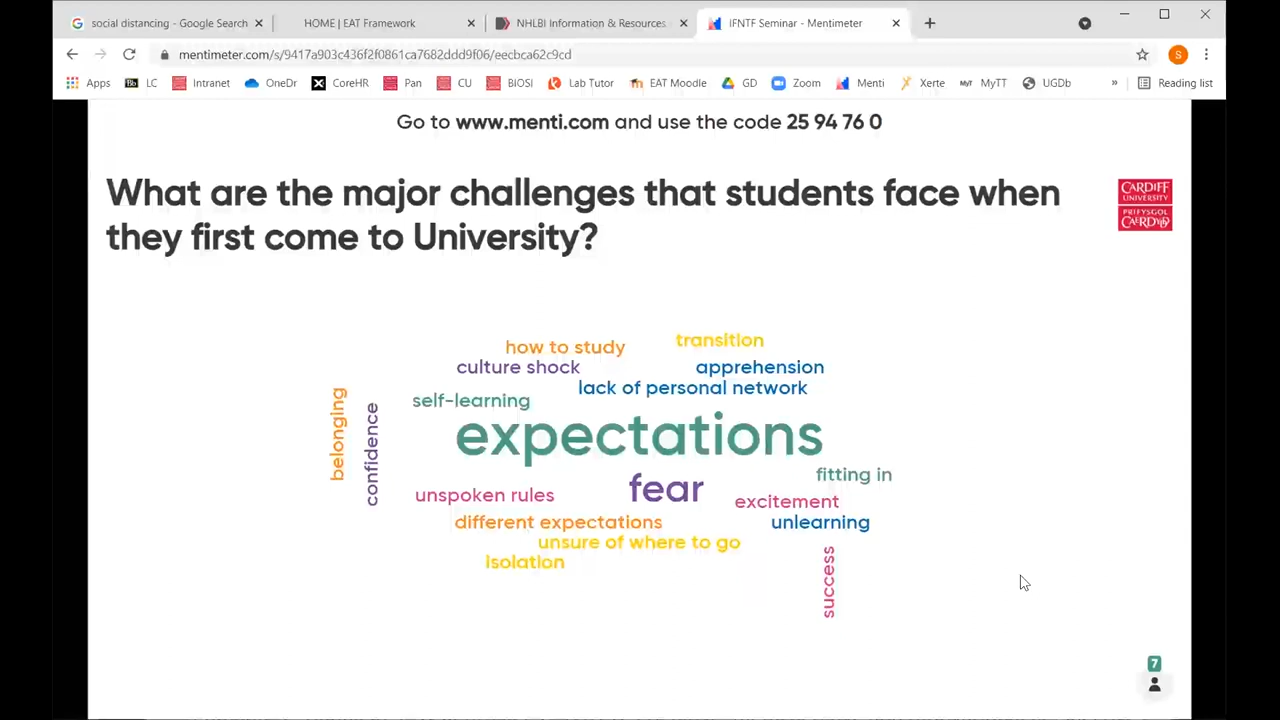 social distancing - Google Search
HOME | EAT Framework
NHLBI Information & Resources
IFNTF Seminar - Mentimeter
mentimeter.com/s/9417a903c436f2f0861ca7682ddd9f06/eecbca62c9cd
S
Apps
Bb LC
Intranet
OneDr
CoreHR
Pan
CU
BIOSI
Lab Tutor
EAT Moodle
GD
Zoom
Menti
Xerte
MyTT MyTT
UGDb
»
Reading list
Go to www.menti.com and use the code 25 94 76 0
What are the major challenges that students face when
they first come to University?
CARDIFF
UNIVERSITY
PRIFYSGOL
CAERDYDD
transition
how to study
culture shock
apprehension
lack of personal network
self-learning
belonging
confidence
expectations
fitting in
fear
unspoken rules
excitement
different expectations
unlearning
unsure of where to go
isolation
success
7